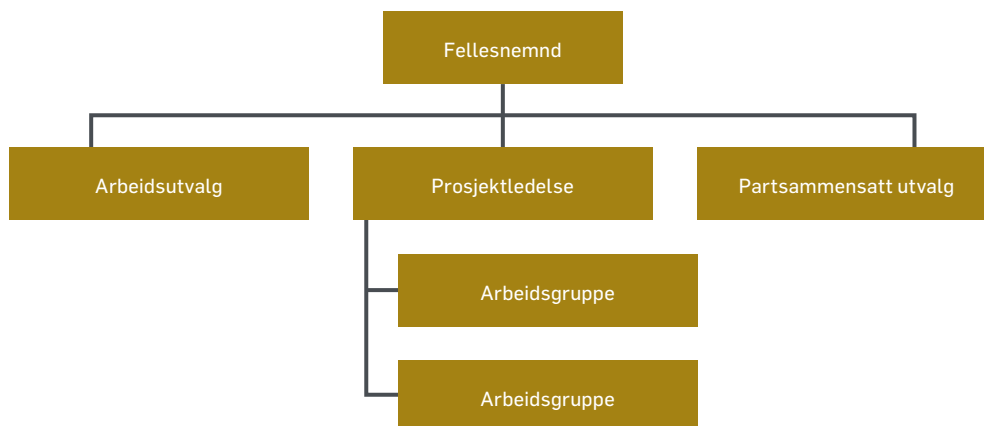 Fellesnemnd
Arbeidsutvalg
Prosjektledelse
Partsammensatt utvalg
Arbeidsgruppe
Arbeidsgruppe